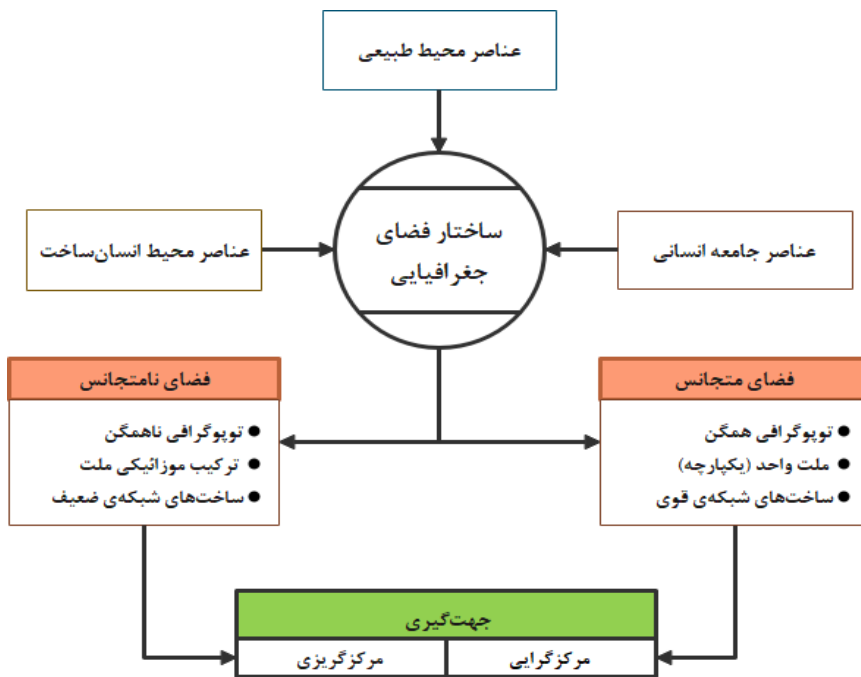 عناصر محیط طبیعی
عناصر جامعه انسانی
ساختار فضای
جغرافیایی
عناصر محیط انسان‌ساخت
فضای متجانس
توپوگرافی همگن ●
ملت واحد (یکپارچه) ●
ساخت‌های شبکه‌ی قوی ●
فضای نامتجانس
توپوگرافی ناهمگن ●
ترکیب موزائیکی ملت ●
ساخت‌های شبکه‌ی ضعیف ●
جهت‌گیری
مرکزگرایی
مرکزگریزی